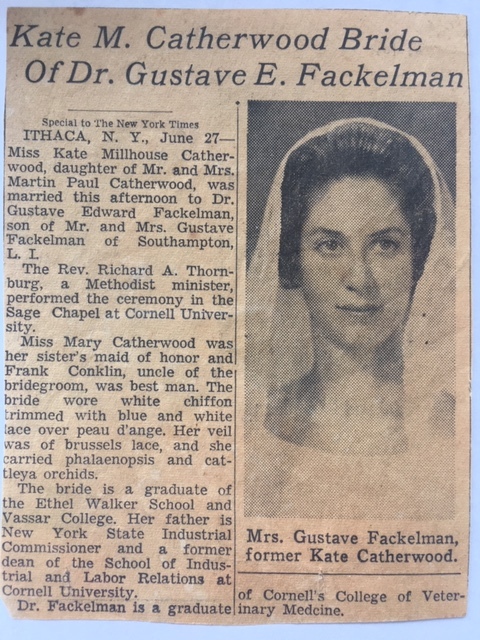 Kate M. Catherwood Bride
Of Dr. Gustave E. Fackelman
Special to The New York Times
ITHACA, N. Y., June 27—
Miss Kate Millhouse Cather-
wood, daughter of Mr. and Mrs.
Martin Paul Catherwood, was
married this afternoon to Dr.
Gustave Edward Fackelman,
son of Mr. and Mrs. Gustave
Fackelman of Southampton,
L. I.
The Rev. Richard A. Thorn-
burg, a Methodist minister,
performed the ceremony in the
Sage Chapel at Cornell Univer-
sity.
Miss Mary Catherwood was
her sister's maid of honor and
Frank Conklin, uncle of the
bridegroom, was best man. The
bride wore white chiffon
trimmed with blue and white
lace over peau d'ange. Her veil
was of brussels lace, and she
carried phalaenopsis and cat-
tleya orchids.
The bride is a graduate of
the Ethel Walker School and
Vassar College. Her father is
New York State Industrial
Commissioner and a former
dean of the School of Indus-
trial and Labor Relations at
Cornell University.
Dr. Fackelman is a graduate
of Cornell's College of Veter-
inary Medcine.
Mrs. Gustave Fackelman,
former Kate Catherwood.